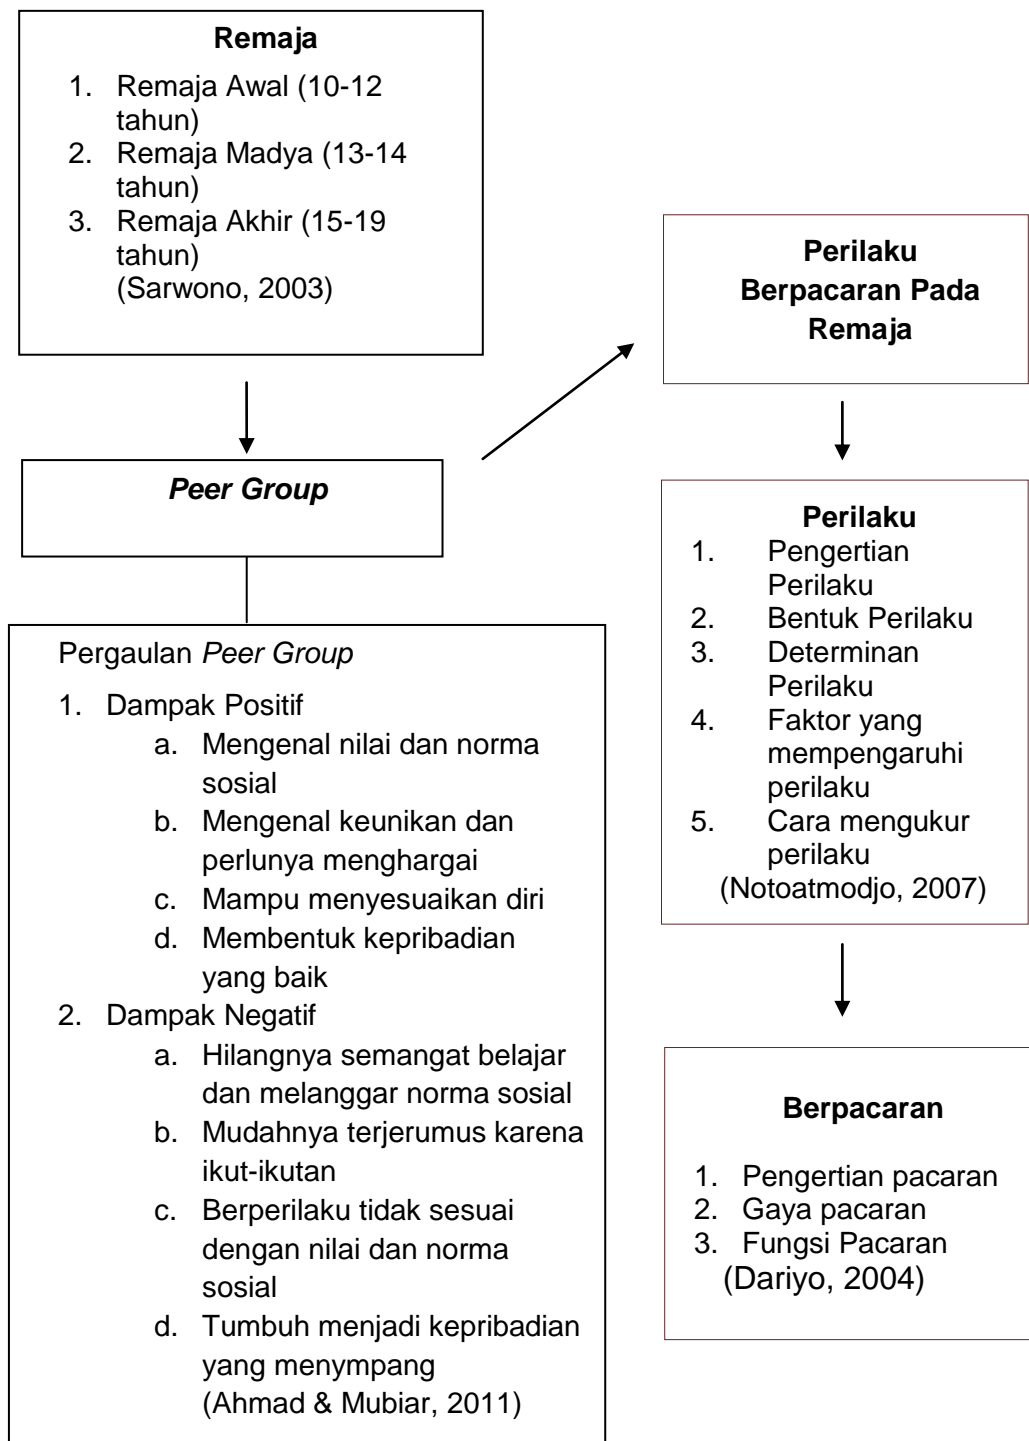 Remaja
1. Remaja Awal (10-12
tahun)
2. Remaja Madya (13-14
tahun)
3. Remaja Akhir (15-19
tahun)
(Sarwono, 2003)
Peer Group
Pergaulan Peer Group
1. Dampak Positif
a. Mengenal nilai dan norma
sosial
b. Mengenal keunikan dan
perlunya menghargai
c. Mampu menyesuaikan diri
d. Membentuk kepribadian
yang baik
2. Dampak Negatif
a. Hilangnya semangat belajar
dan melanggar norma sosial
b. Mudahnya terjerumus karena
ikut-ikutan
c. Berperilaku tidak sesuai
dengan nilai dan norma
sosial
d. Tumbuh menjadi kepribadian
yang menympang
(Ahmad & Mubiar, 2011)
Perilaku
Berpacaran Pada
Remaja
Perilaku
1. Pengertian
Perilaku
2. Bentuk Perilaku
3. Determinan
Perilaku
4. Faktor yang
mempengaruhi
perilaku
5. Cara mengukur
perilaku
(Notoatmodjo, 2007)
Berpacaran
1. Pengertian pacaran
2. Gaya pacaran
3. Fungsi Pacaran
(Dariyo, 2004)